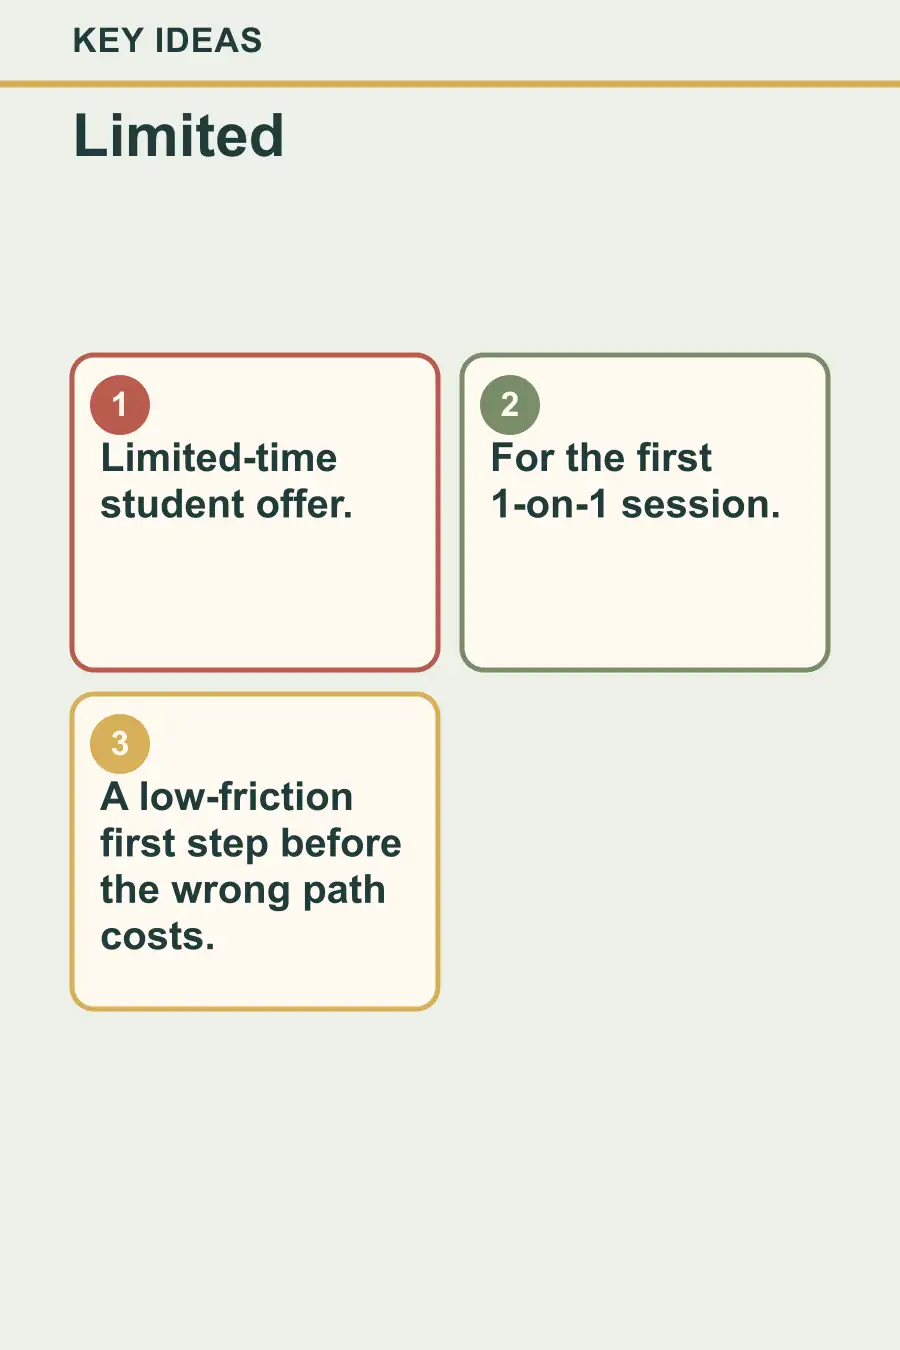 KEY IDEAS
Limited
1
Limited-time
student offer.
2
For the first
1-on-1 session.
3
A low-friction
first step before
the wrong path
costs.